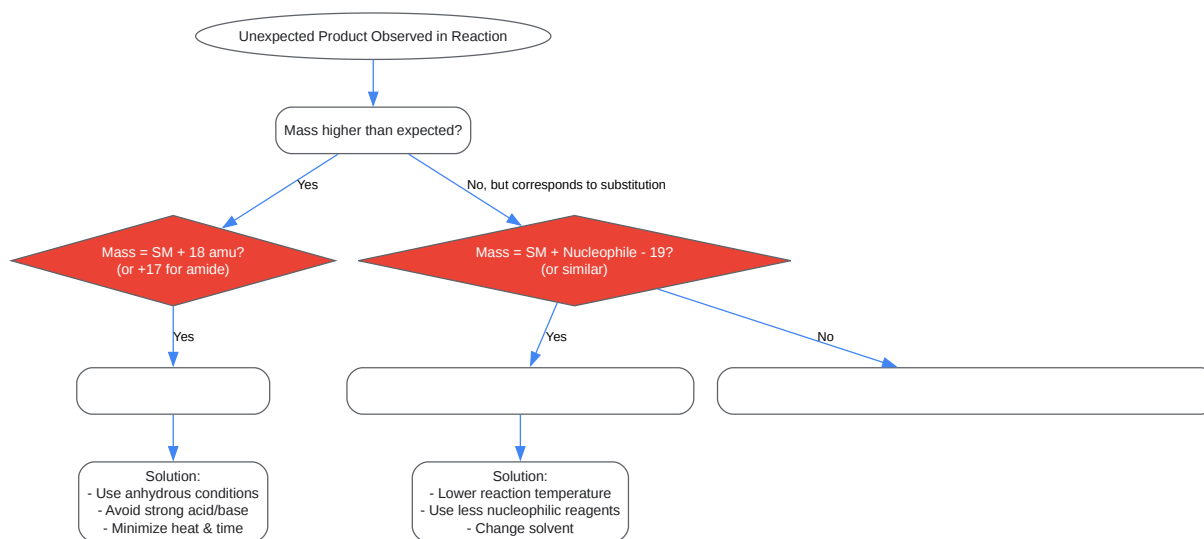 Unexpected Product Observed in Reaction
Mass higher than expected?
Yes
No, but corresponds to substitution
Mass = SM + 18 amu?
(or +17 for amide)
Mass = SM + Nucleophile - 19?
(or similar)
Yes
Yes
No
Solution:
- Use anhydrous conditions
- Avoid strong acid/base
- Minimize heat & time
Solution:
- Lower reaction temperature
- Use less nucleophilic reagents
- Change solvent